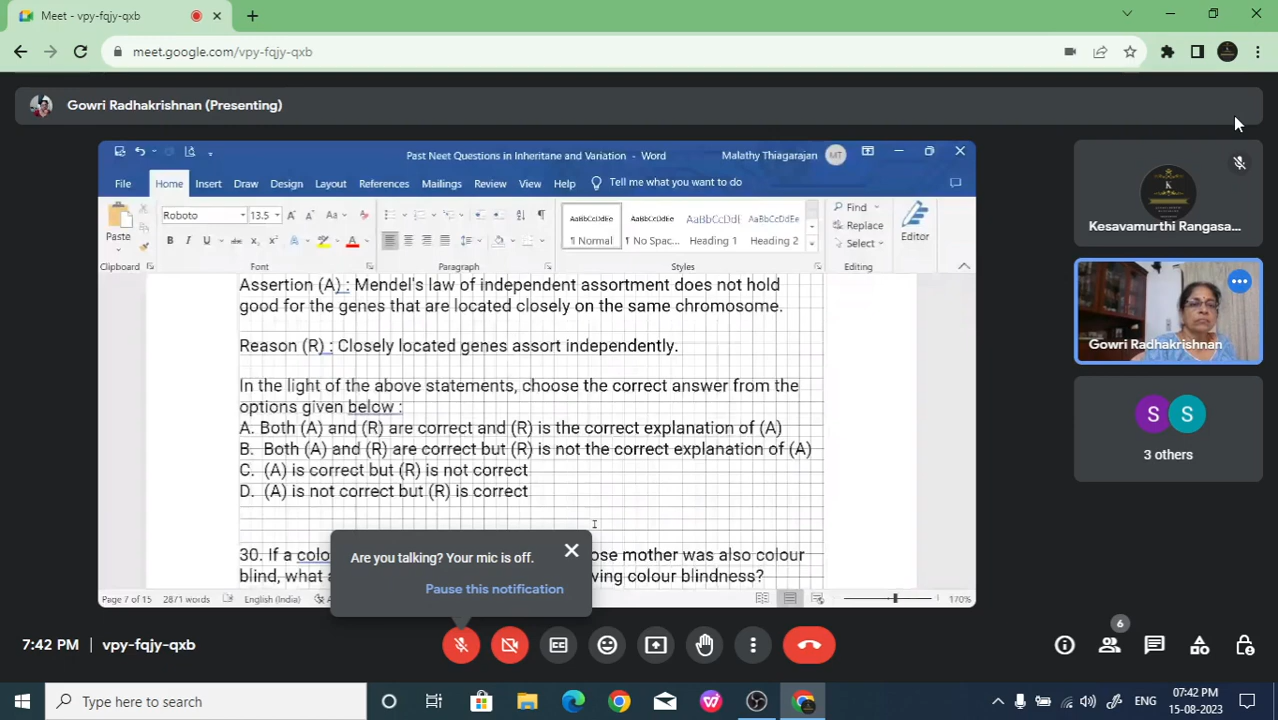 Meet - vpy-fqjy-qxb
meet.google.com/vpy-fqjy-qxb
Gowri Radhakrishnan (Presenting)
Past Neet Questions in Inheritane and Variation - Word
Malathy Thiagarajan
MT
File Home Insert Draw Design Layout References Mailings Review View Help Tell me what you want to do
Paste
Roboto 13.5
AaBbCcDdEe AaBbCcDdEe AaBbCcDdI AaBbCcDdEe
¶ Normal ¶ No Spac... Heading 1 Heading 2
Find
Replace
Select
Editor
Clipboard Font Paragraph Styles Editing
Assertion (A) : Mendel's law of independent assortment does not hold
good for the genes that are located closely on the same chromosome.
Reason (R) : Closely located genes assort independently.
In the light of the above statements, choose the correct answer from the
options given below :
A. Both (A) and (R) are correct and (R) is the correct explanation of (A)
B. Both (A) and (R) are correct but (R) is not the correct explanation of (A)
C. (A) is correct but (R) is not correct
D. (A) is not correct but (R) is correct
30. If a colo ose mother was also colour
blind, what a ving colour blindness?
Are you talking? Your mic is off.
Pause this notification
Page 7 of 15 2871 words English (India) 170%
K
Kesavamurthi Rangasa...
Gowri Radhakrishnan
S S
3 others
7:42 PM | vpy-fqjy-qxb
6
Type here to search
ENG
07:42 PM
15-08-2023